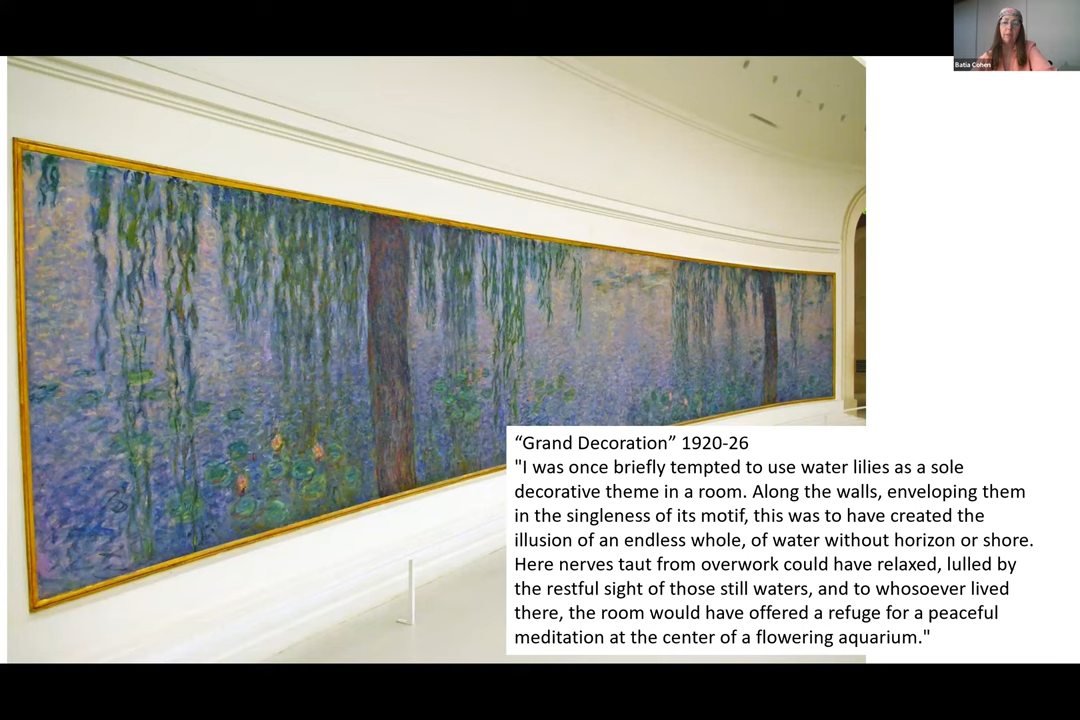 Batia Cohen
“Grand Decoration” 1920-26
"I was once briefly tempted to use water lilies as a sole
decorative theme in a room. Along the walls, enveloping them
in the singleness of its motif, this was to have created the
illusion of an endless whole, of water without horizon or shore.
Here nerves taut from overwork could have relaxed, lulled by
the restful sight of those still waters, and to whosoever lived
there, the room would have offered a refuge for a peaceful
meditation at the center of a flowering aquarium."